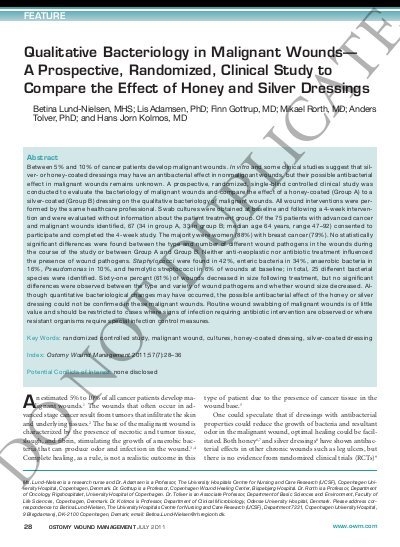 FEATURE
Qualitative Bacteriology in Malignant Wounds—
A Prospective, Randomized, Clinical Study to
Compare the Effect of Honey and Silver Dressings
Betina Lund-Nielsen, MHS; Lis Adamsen, PhD; Finn Gottrup, MD; Mikael Rorth, MD; Anders
Tolver, PhD; and Hans Jorn Kolmos, MD
Abstract
Between 5% and 10% of cancer patients develop malignant wounds. In vitro and some clinical studies suggest that sil-
ver- or honey-coated dressings may have an antibacterial effect in nonmalignant wounds, but their possible antibacterial
effect in malignant wounds remains unknown. A prospective, randomized, single-blind controlled clinical study was
conducted to evaluate the bacteriology of malignant wounds and compare the effect of a honey-coated (Group A) to a
silver-coated (Group B) dressing on the qualitative bacteriology of malignant wounds. All wound interventions were per-
formed by the same healthcare professional. Swab cultures were obtained at baseline and following a 4-week interven-
tion and were evaluated without information about the patient treatment group. Of the 75 patients with advanced cancer
and malignant wounds identified, 67 (34 in group A, 33 in group B; median age 64 years, range 47–92) consented to
participate and completed the 4-week study. The majority were women (88%) with breast cancer (79%). No statistically
significant differences were found between the type and number of different wound pathogens in the wounds during
the course of the study or between Group A and Group B. Neither anti-neoplastic nor antibiotic treatment influenced
the presence of wound pathogens. Staphylococci were found in 42%, enteric bacteria in 34%, anaerobic bacteria in
16%, Pseudomonas in 10%, and hemolytic streptococci in 6% of wounds at baseline; in total, 25 different bacterial
species were identified. Sixty-one percent (61%) of wounds decreased in size following treatment, but no significant
differences were observed between the type and variety of wound pathogens and whether wound size decreased. Al-
though quantitative bacteriological changes may have occurred, the possible antibacterial effect of the honey or silver
dressing could not be confirmed in these malignant wounds. Routine wound swabbing of malignant wounds is of little
value and should be restricted to cases where signs of infection requiring antibiotic intervention are observed or where
resistant organisms require special infection control measures.
Key Words: randomized controlled study, malignant wound, cultures, honey-coated dressing, silver-coated dressing
Index: Ostomy Wound Management 2011;57(7):28–36
Potential Conflicts of Interest: none disclosed
An estimated 5% to 10% of all cancer patients develop ma-
lignant wounds. The wounds that often occur in ad-
vanced stage cancer result from tumors that infiltrate the skin
and underlying tissues. The base of the malignant wound is
characterized by the presence of necrotic and tumor tissue,
slough, and fibrin, stimulating the growth of anaerobic bac-
teria that can produce odor and infection in the wound.
Complete healing, as a rule, is not a realistic outcome in this
type of patient due to the presence of cancer tissue in the
wound base.
One could speculate that if dressings with antibacterial
properties could reduce the growth of bacteria and resultant
odor in the malignant wound, optimal healing could be facil-
itated. Both honey and silver dressings have shown antibac-
terial effects in other chronic wounds such as leg ulcers, but
there is no evidence from randomized clinical trials (RCTs)
Ms. Lund-Nielsen is a research nurse and Dr. Adamsen is a Professor, The University Hospitals Centre for Nursing and Care Research (UCSF), Copenhagen Uni-
versity Hospital, Copenhagen, Denmark. Dr. Gottrup is a Professor, Copenhagen Wound Healing Center, Bispebjerg Hospital. Dr. Rorth is a Professor, Department
of Oncology, Rigshospitalet, University Hospital of Copenhagen. Dr. Tolver is an Associate Professor, Department of Basic Sciences and Environment, Faculty of
Life Sciences, Copenhagen, Denmark. Dr. Kolmos is a Professor, Department of Clinical Microbiology, Odense University Hospital, Denmark. Please address cor-
respondence to: Betina Lund-Nielsen, The University Hospitals Centre for Nursing and Care Research (UCSF), Department 7331, Copenhagen University Hospital,
28 OSTOMY WOUND MANAGEMENT JULY 2011
www.owm.com
DO NOT DUPLICATE